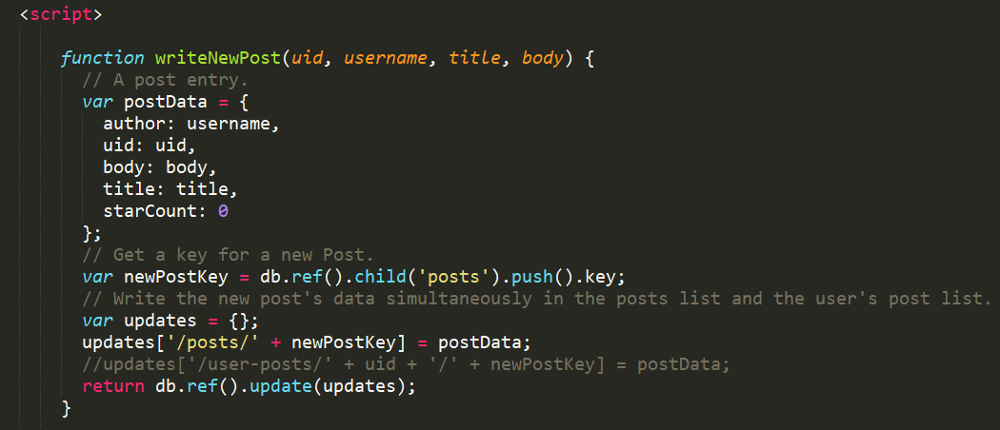 <script>
function writeNewPost(uid, username, title, body) {
// A post entry.
var postData = {
author: username,
uid: uid,
body: body,
title: title,
starCount: 0
};
// Get a key for a new Post.
var newPostKey = db.ref().child('posts').push().key;
// Write the new post's data simultaneously in the posts list and the user's post list.
var updates = {};
updates['/posts/' + newPostKey] = postData;
//updates['/user-posts/' + uid + '/' + newPostKey] = postData;
return db.ref().update(updates);
}